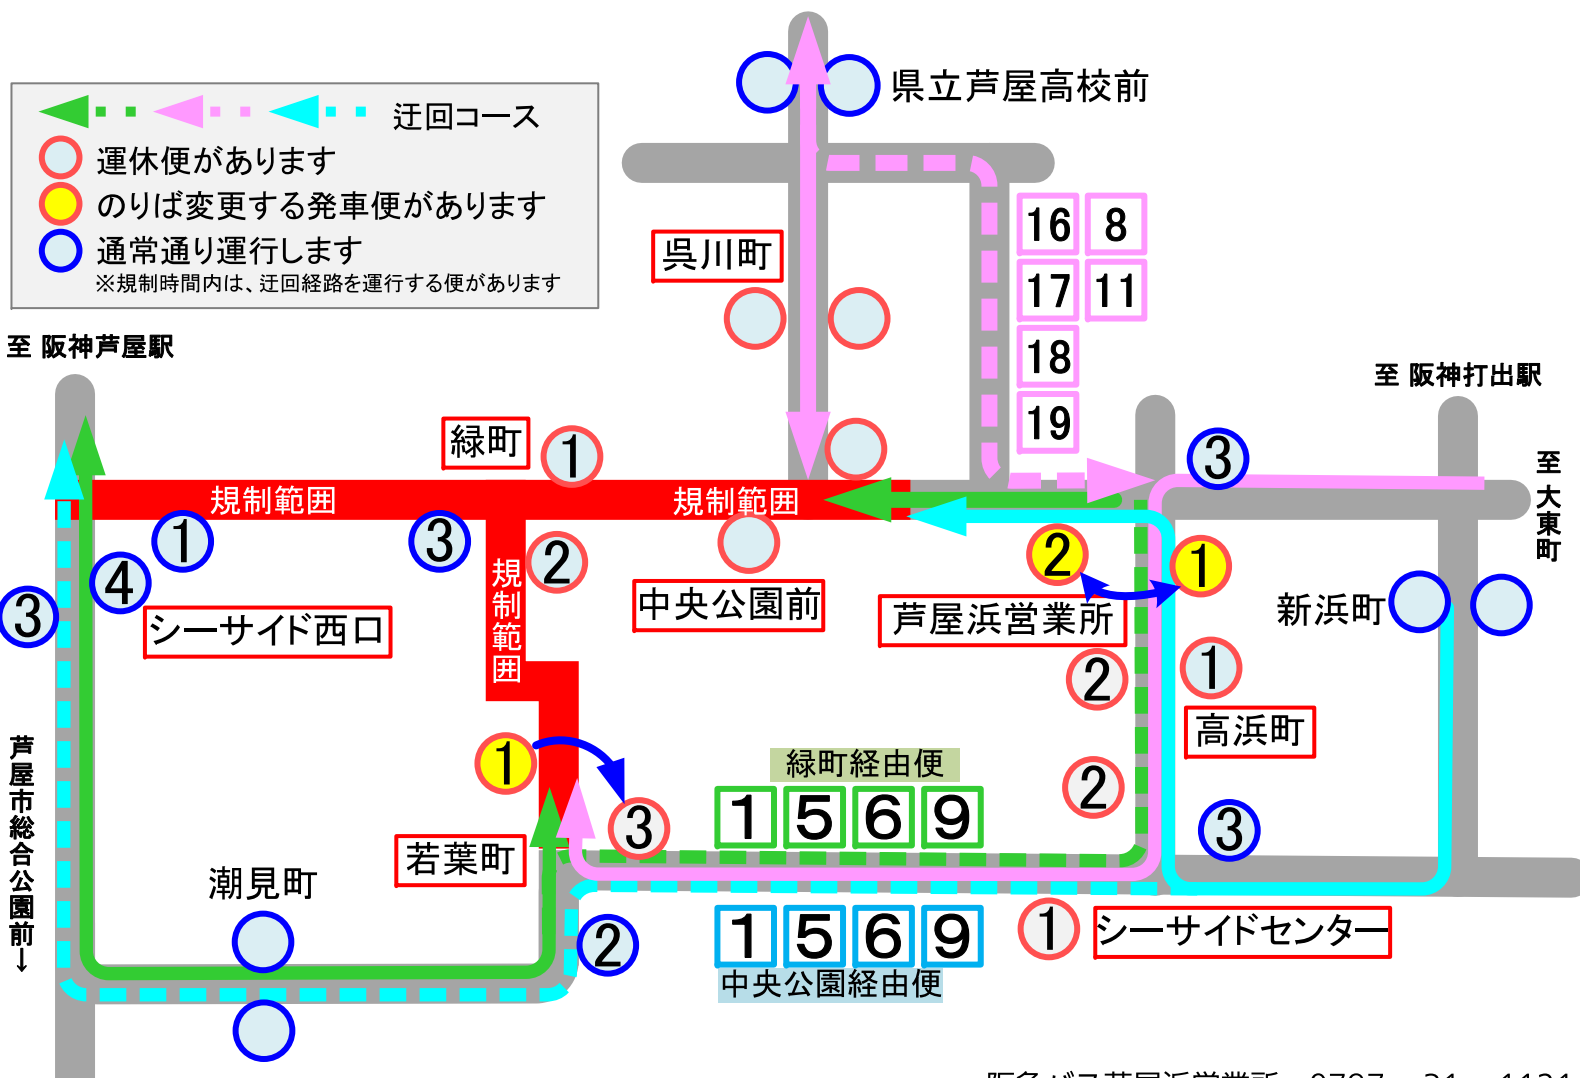 県立芦屋高校前
迂回コース
運休便があります
のりば変更する発車便があります
通常通り運行します
※規制時間内は、迂回経路を運行する便があります
呉川町
16 8
17 11
18
19
至 阪神芦屋駅
至 阪神打出駅
緑町
1
3
至 大東町
規制範囲
規制範囲
1
3
2
規制範囲
2
1
4
3
シーサイド西口
中央公園前
芦屋浜営業所
新浜町
2
1
高浜町
芦屋市総合公園前→
1
緑町経由便
1 5 6 9
2
3
3
若葉町
潮見町
2
1 5 6 9
中央公園経由便
1
シーサイドセンター